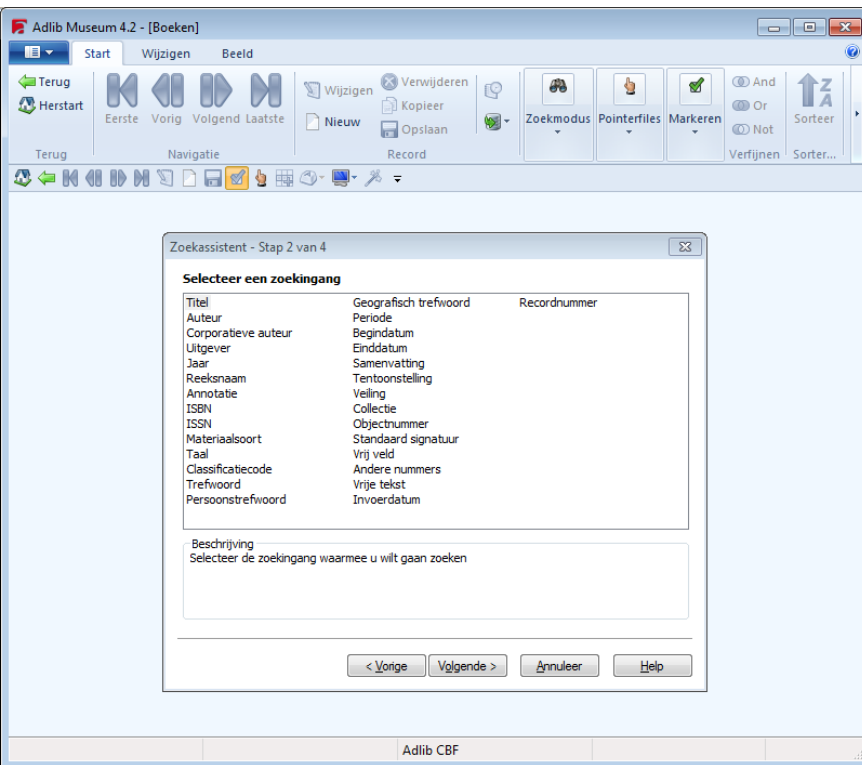 Adlib Museum 4.2 - [Boeken]
Start Wijzigen Beeld
Terug
Herstart
Eerste Vorig Volgend Laatste
Wijzigen
Nieuw
Verwijderen
Kopieer
Opslaan
Zoekmodus Pointerfiles Markeren
And
Or
Not
Sorteer
Terug Navigatie Record Verfijnen Sorter...
Zoekassistent - Stap 2 van 4
Selecteer een zoekingang
Titel
Auteur
Corporatieve auteur
Uitgever
Jaar
Reeksnaam
Annotatie
ISBN
ISSN
Materiaalsoort
Taal
Classificatiecode
Trefwoord
Persoonstrefwoord
Geografisch trefwoord
Periode
Begindatum
Einddatum
Samenvatting
Tentoonstelling
Veiling
Collectie
Objectnummer
Standaard signatuur
Vrij veld
Andere nummers
Vrije tekst
Invoerdatum
Recordnummer
Beschrijving
Selecteer de zoekingang waarmee u wilt gaan zoeken
< Vorige Volgende > Annuleer Help
Adlib CBF